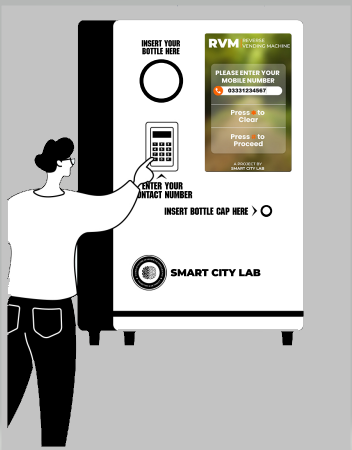 INSERT YOUR
BOTTLE HERE
RVM REVERSE
VENDING MACHINE
PLEASE ENTER YOUR
MOBILE NUMBER
03331234567
Press to
Clear
Press to
Proceed
A PROJECT BY
SMART CITY LAB
ENTER YOUR
ONTACT NUMBER
INSERT BOTTLE CAP HERE
SMART CITY LAB